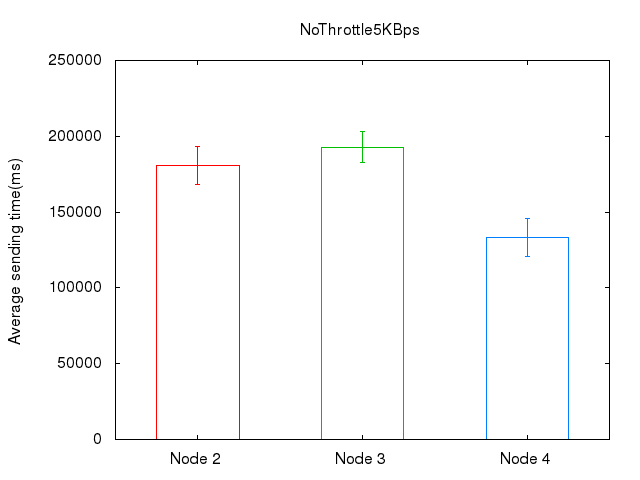 NoThrottle5KBps
250000
200000
150000
100000
50000
0
Average sending time(ms)
Node 2
Node 3
Node 4